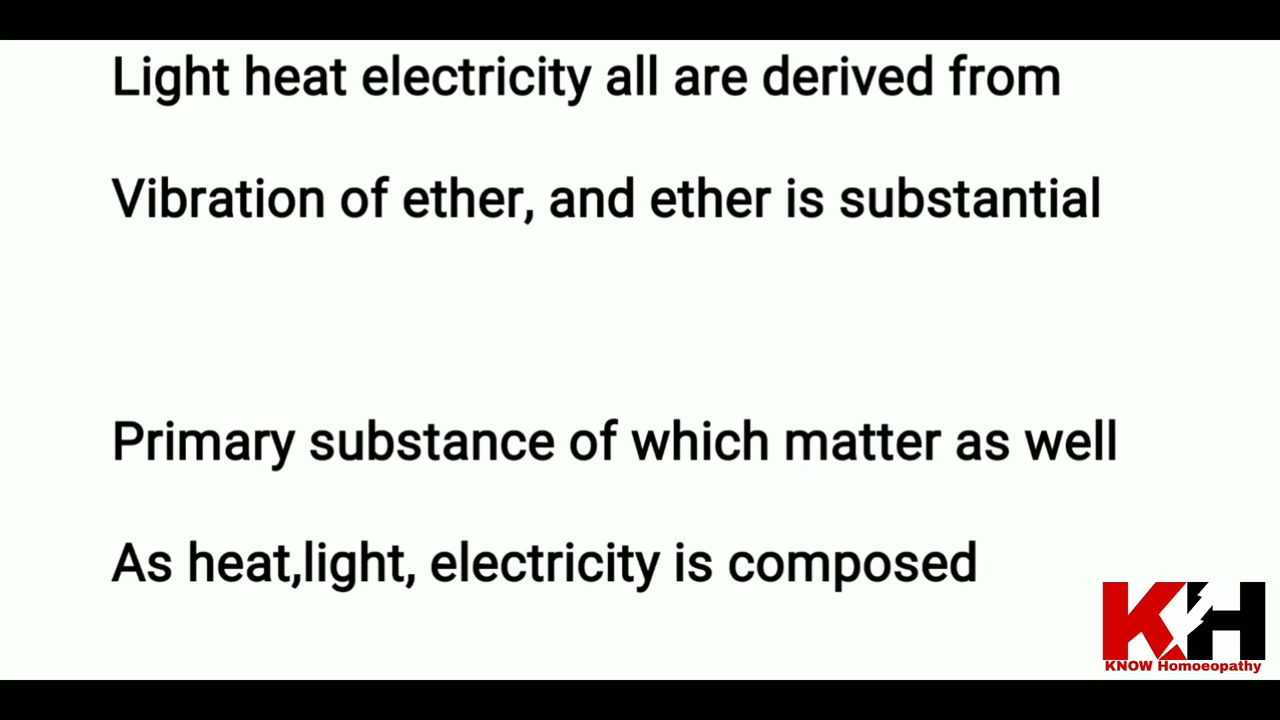 Light heat electricity all are derived from
Vibration of ether, and ether is substantial
Primary substance of which matter as well
As heat,light, electricity is composed
KH
KNOW Homoeopathy